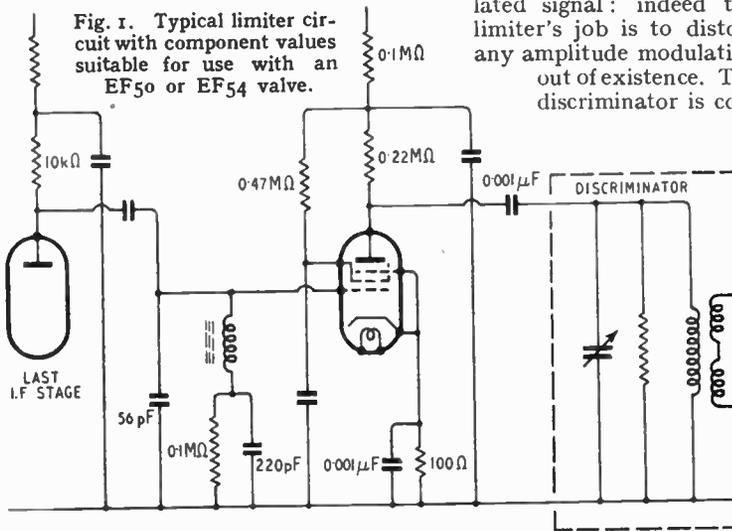 Fig. 1. Typical limiter cir-
cuit with component values
suitable for use with an
EF50 or EF54 valve.
lated signal: indeed t
limiter's job is to disto
any amplitude modulati
out of existence. T
discriminator is co
0·1MΩ
10kΩ
0·47MΩ
0·22MΩ
0·001μF
DISCRIMINATOR
LAST
I.F STAGE
56pF
0·1MΩ
220pF
0·001μF
100Ω